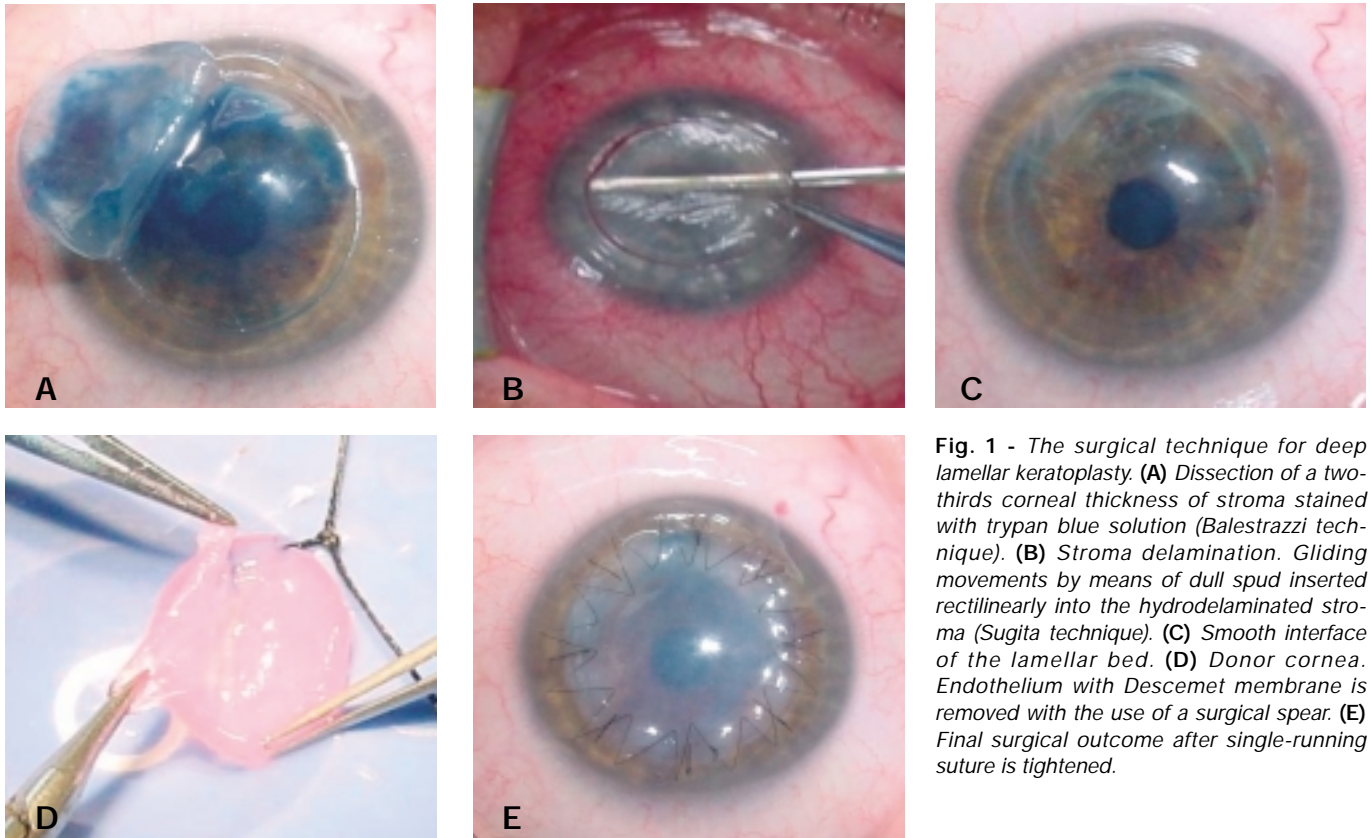 A
B
C
D
E
Fig. 1 - The surgical technique for deep
lamellar keratoplasty. (A) Dissection of a two-
thirds corneal thickness of stroma stained
with trypan blue solution (Balestrazzi tech-
nique). (B) Stroma delamination. Gliding
movements by means of dull spud inserted
rectilinearly into the hydrodelaminated stro-
ma (Sugita technique). (C) Smooth interface
of the lamellar bed. (D) Donor cornea.
Endothelium with Descemet membrane is
removed with the use of a surgical spear. (E)
Final surgical outcome after single-running
suture is tightened.